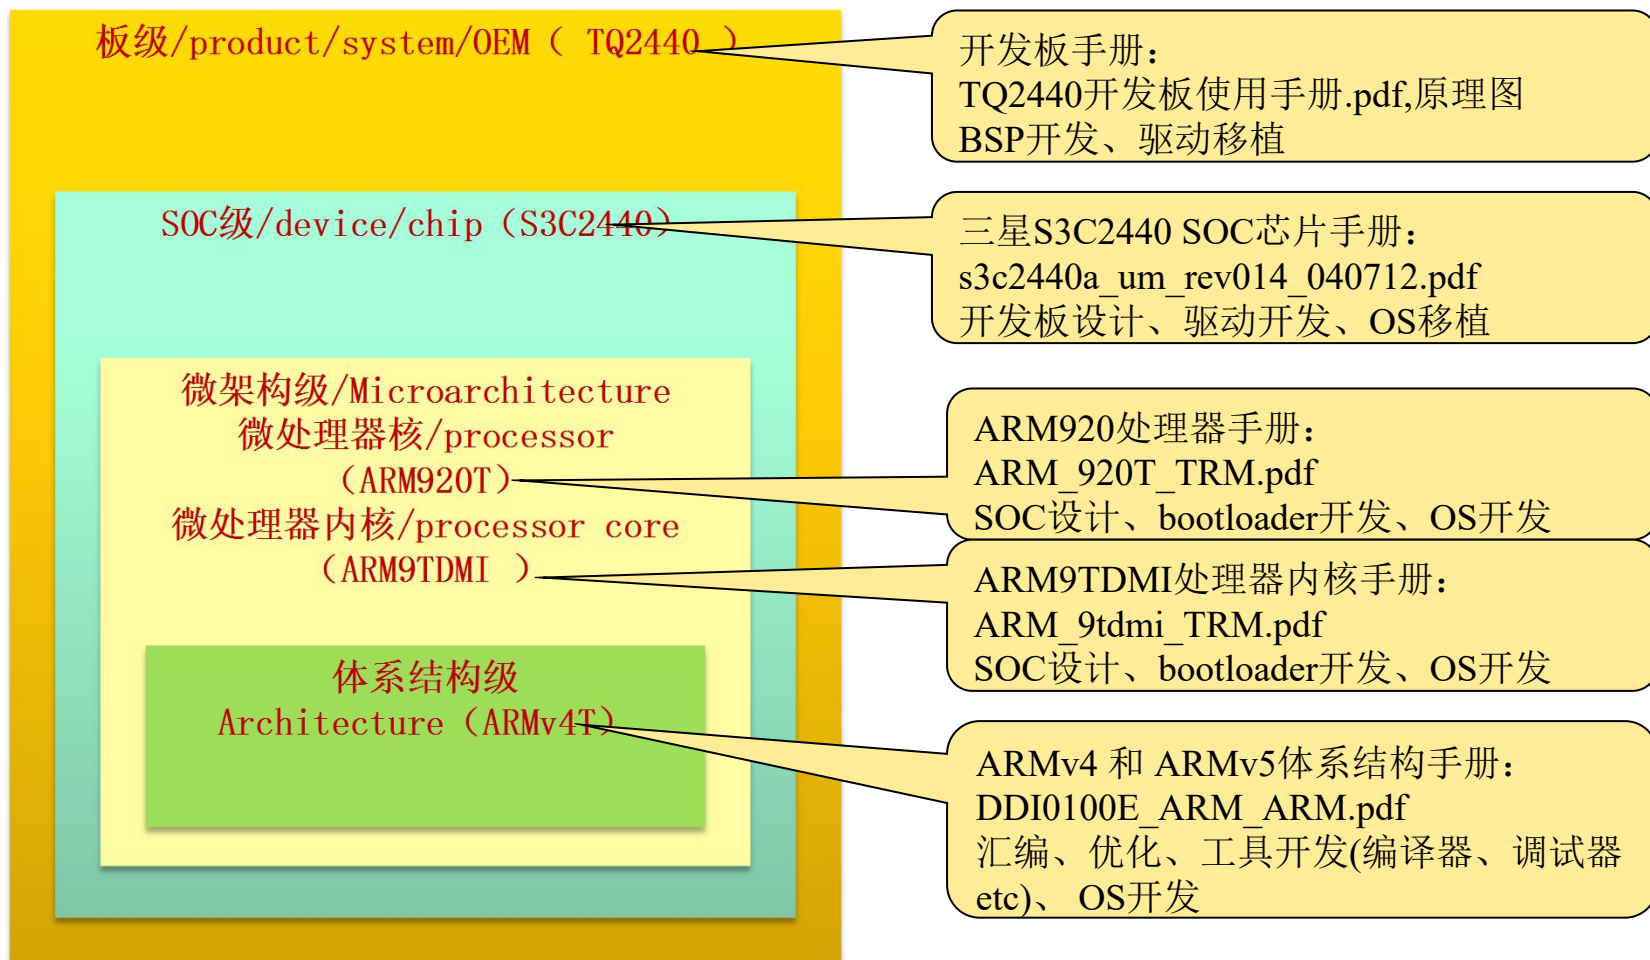 板级/product/system/OEM（ TQ2440 ）
开发板手册：
TQ2440开发板使用手册.pdf,原理图
BSP开发、驱动移植
SOC级/device/chip（S3C2440）
三星S3C2440 SOC芯片手册：
s3c2440a_um_rev014_040712.pdf
开发板设计、驱动开发、OS移植
微架构级/Microarchitecture
微处理器核/processor
（ARM920T）
ARM920处理器手册：
ARM_920T_TRM.pdf
SOC设计、bootloader开发、OS开发
微处理器内核/processor core
（ARM9TDMI ）
ARM9TDMI处理器内核手册：
ARM_9tdmi_TRM.pdf
SOC设计、bootloader开发、OS开发
体系结构级
Architecture（ARMv4T）
ARMv4 和 ARMv5体系结构手册：
DDI0100E_ARM_ARM.pdf
汇编、优化、工具开发(编译器、调试器
etc)、 OS开发